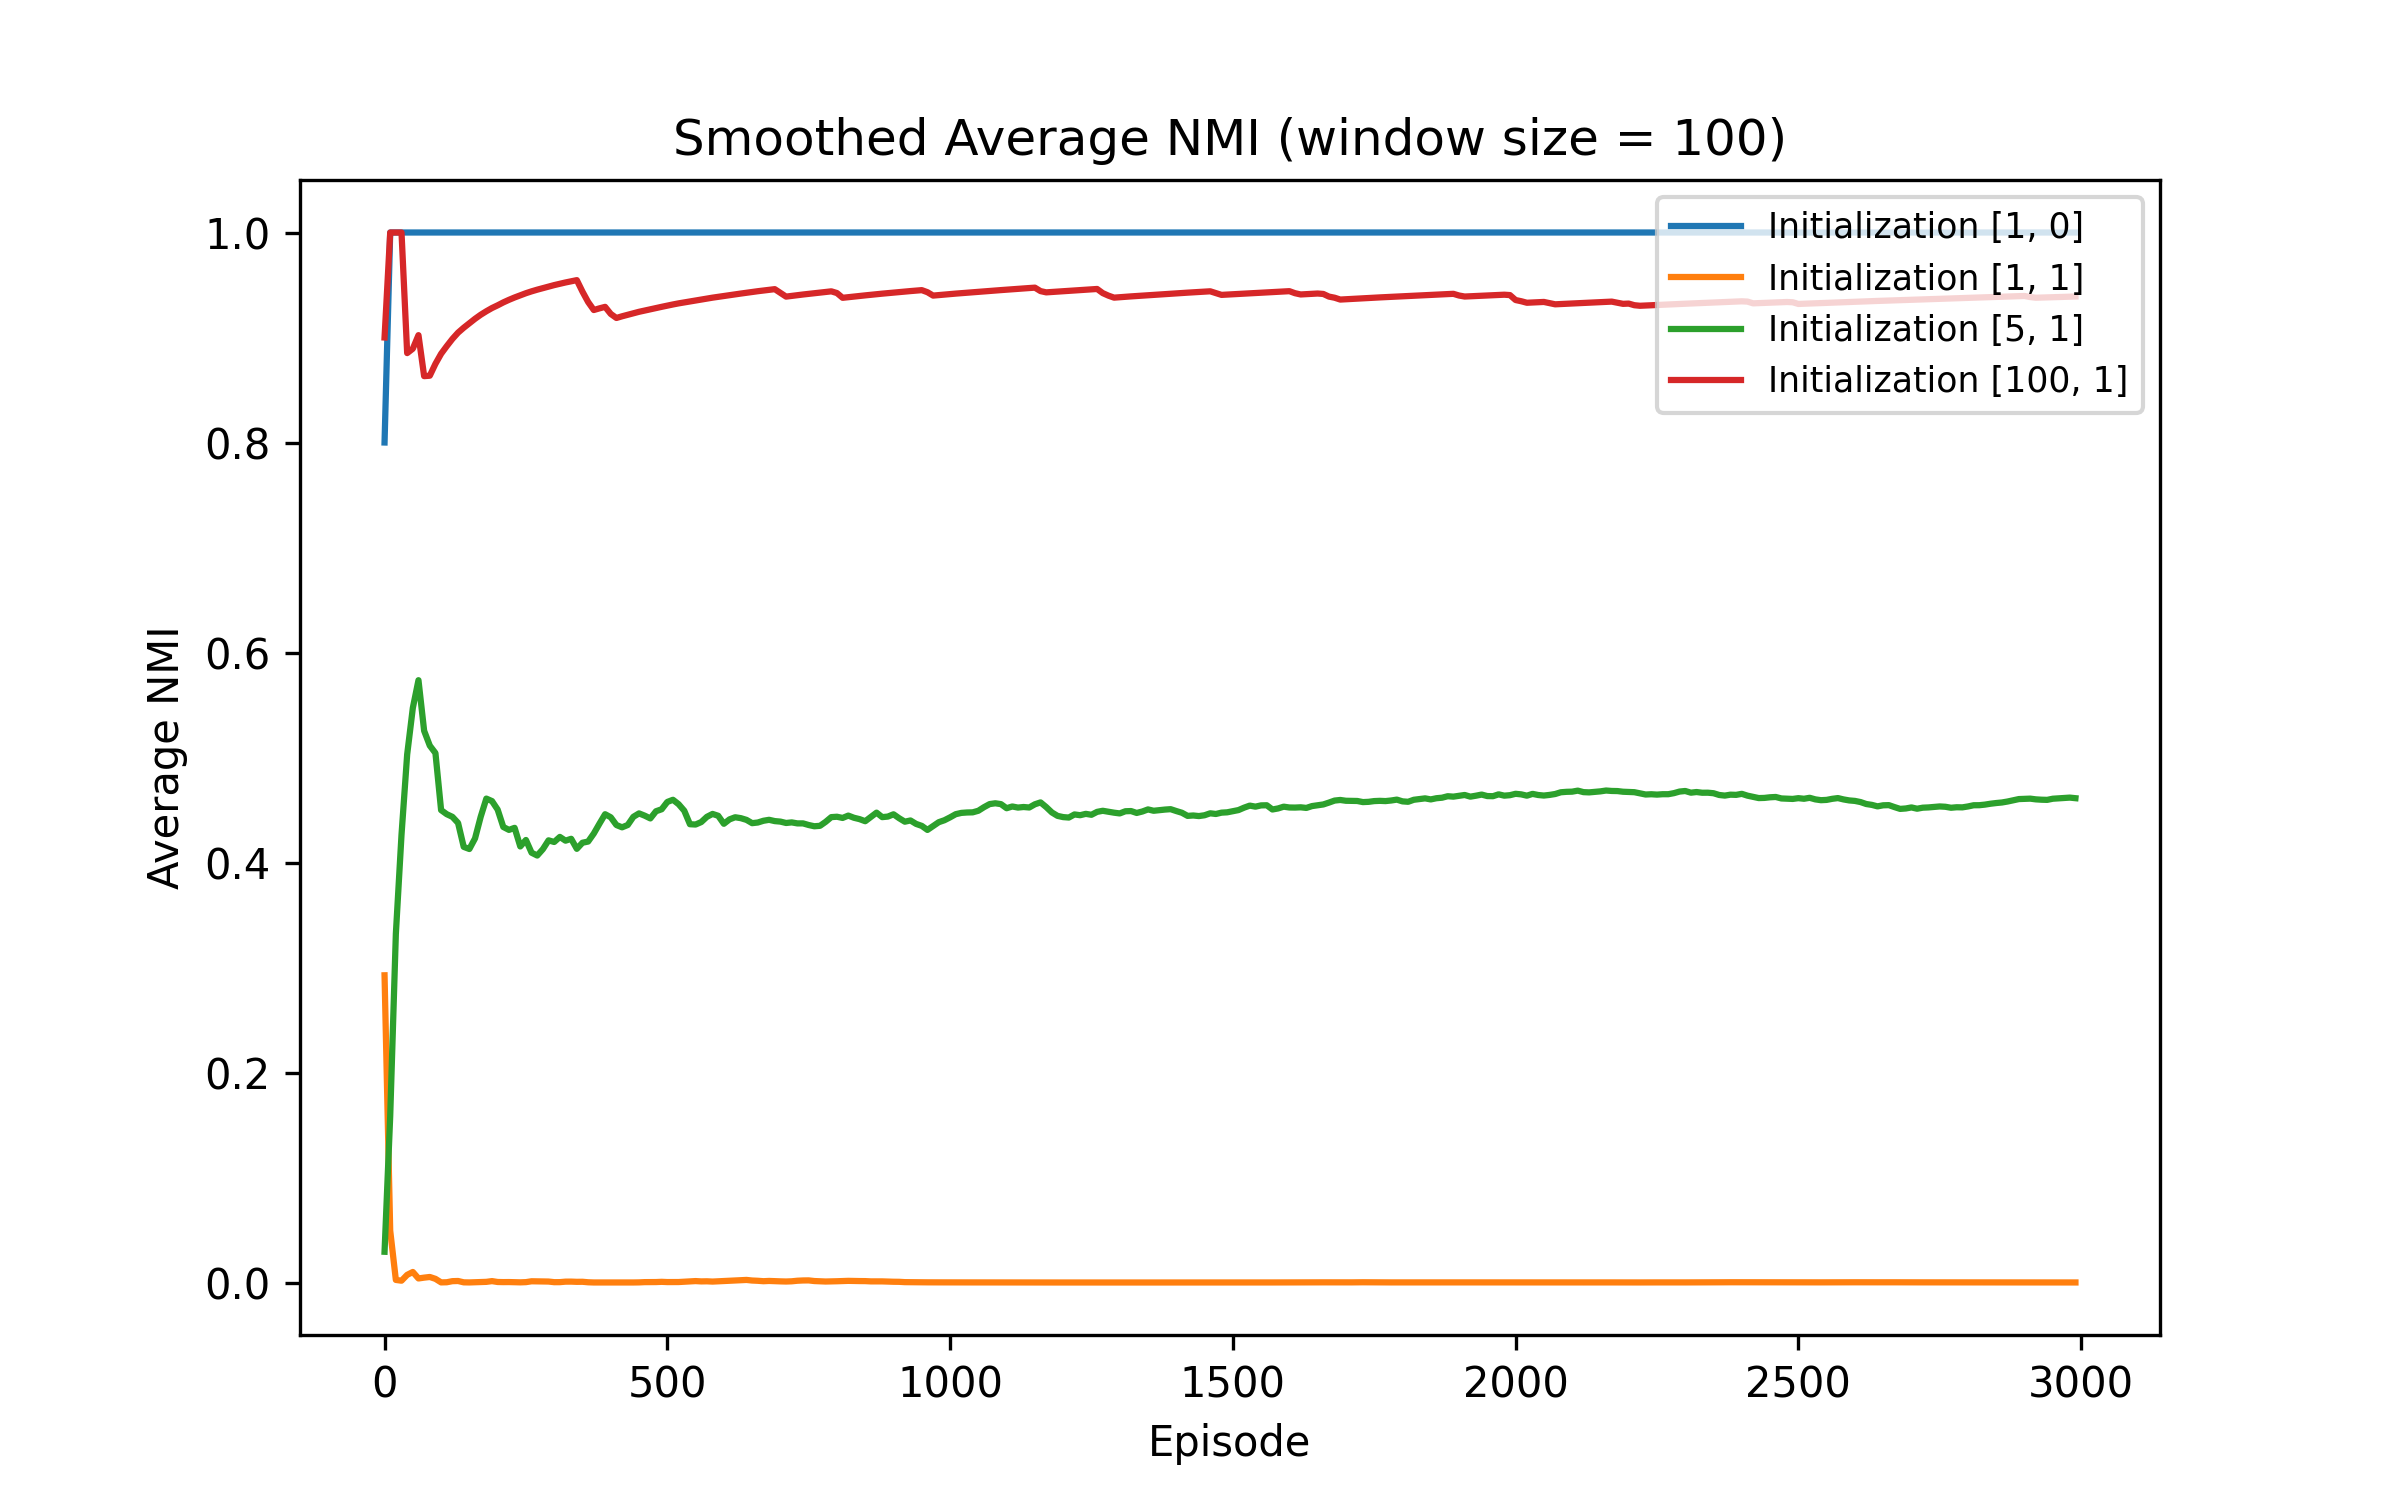 Smoothed Average NMI (window size = 100)
Initialization [1, 0]
Initialization [1, 1]
Initialization [5, 1]
Initialization [100, 1]
Average NMI
1.0
0.8
0.6
0.4
0.2
0.0
0 500 1000 1500 2000 2500 3000
Episode